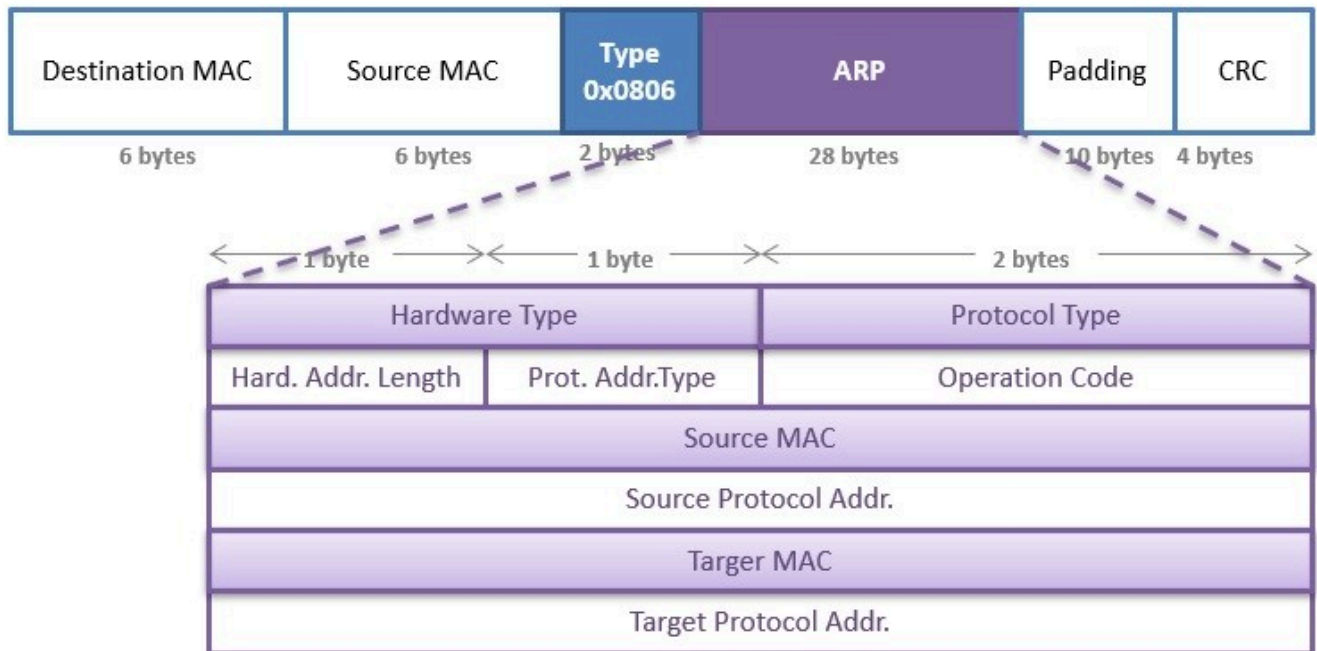 Destination MAC
Source MAC
Type
0x0806
ARP
Padding
CRC
6 bytes
6 bytes
2 bytes
28 bytes
10 bytes
4 bytes
1 byte
1 byte
2 bytes
Hardware Type
Protocol Type
Hard. Addr. Length
Prot. Addr.Type
Operation Code
Source MAC
Source Protocol Addr.
Targer MAC
Target Protocol Addr.